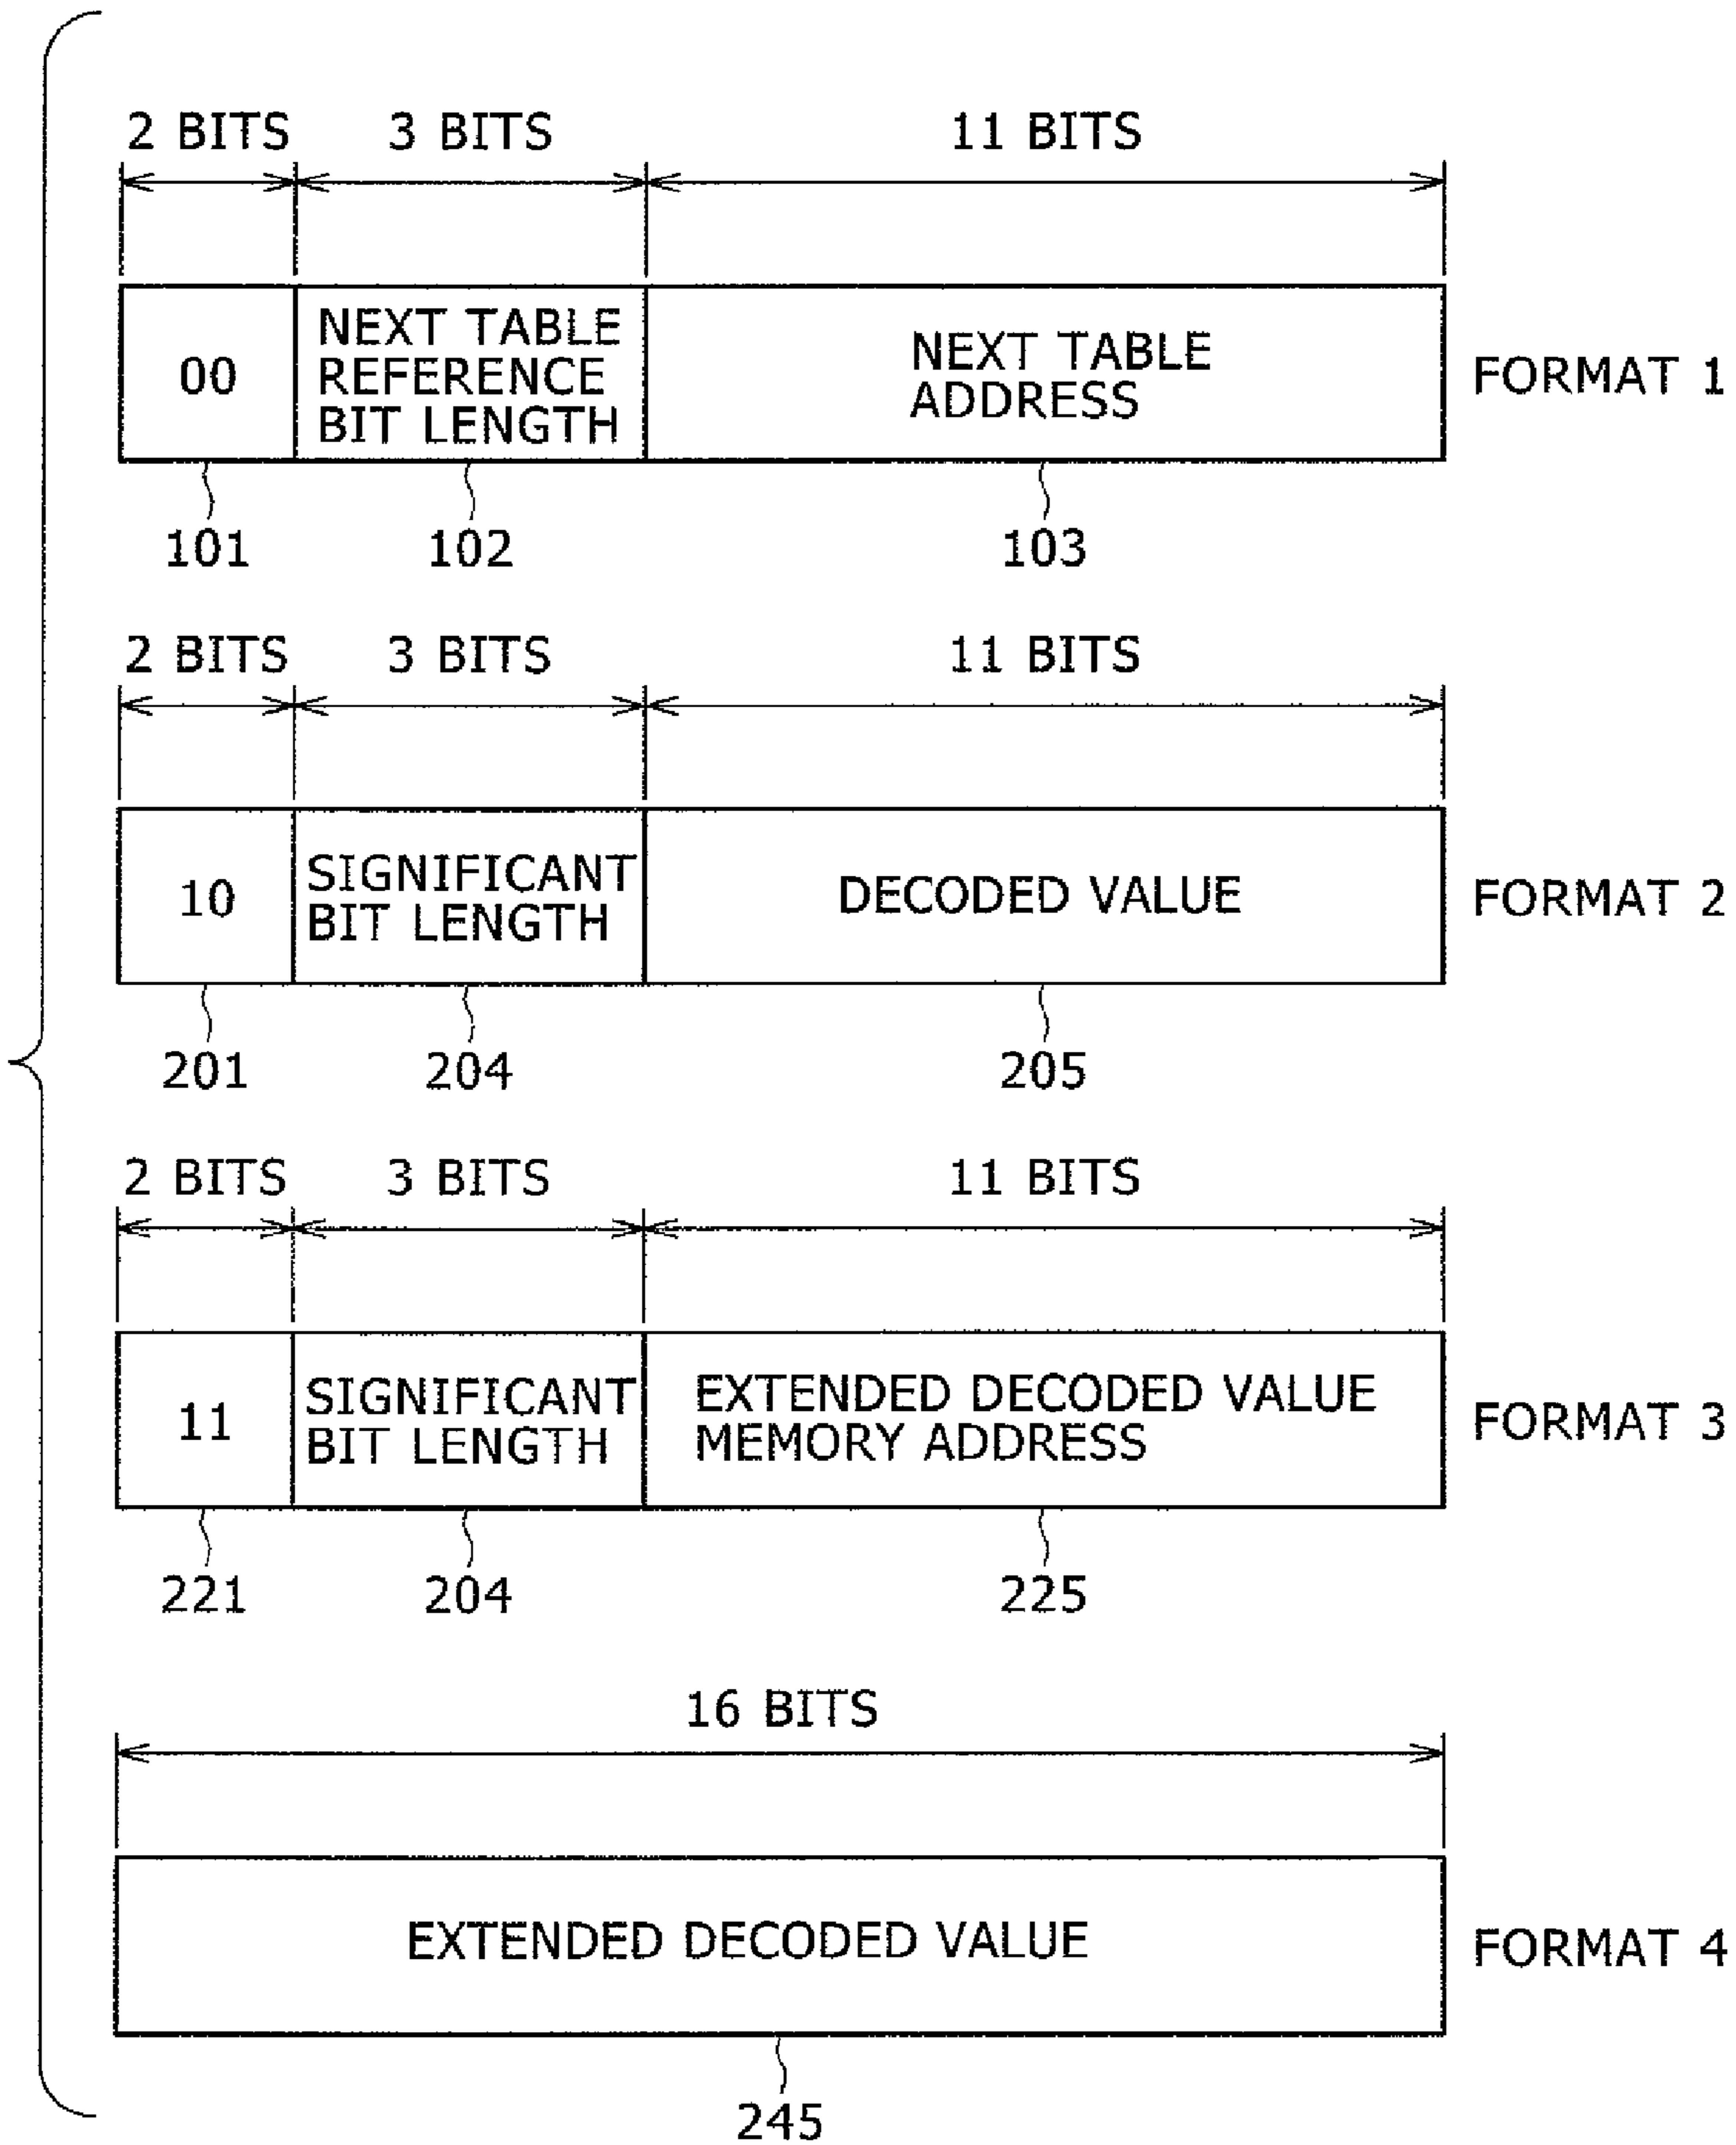 2 BITS 3 BITS 11 BITS
00
NEXT TABLE
REFERENCE
BIT LENGTH
NEXT TABLE
ADDRESS
FORMAT 1
101 102 103
2 BITS 3 BITS 11 BITS
10
SIGNIFICANT
BIT LENGTH
DECODED VALUE
FORMAT 2
201 204 205
2 BITS 3 BITS 11 BITS
11
SIGNIFICANT
BIT LENGTH
EXTENDED DECODED VALUE
MEMORY ADDRESS
FORMAT 3
221 204 225
16 BITS
EXTENDED DECODED VALUE
FORMAT 4
245